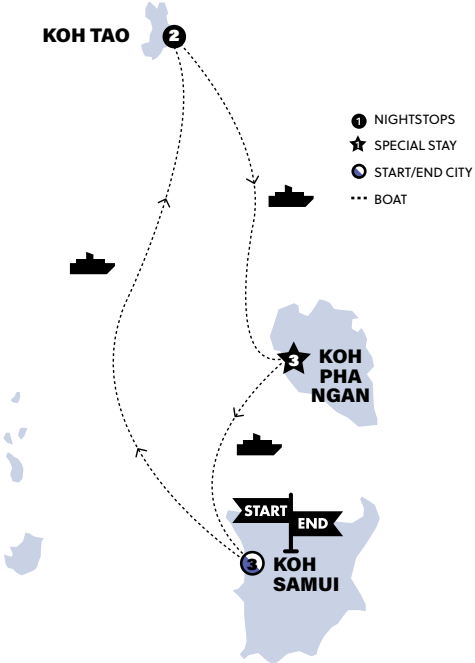 KOH TAO
2
1 NIGHTSTOPS
1 SPECIAL STAY
START/END CITY
BOAT
3
KOH
PHA
NGAN
START
END
3
KOH
SAMUI